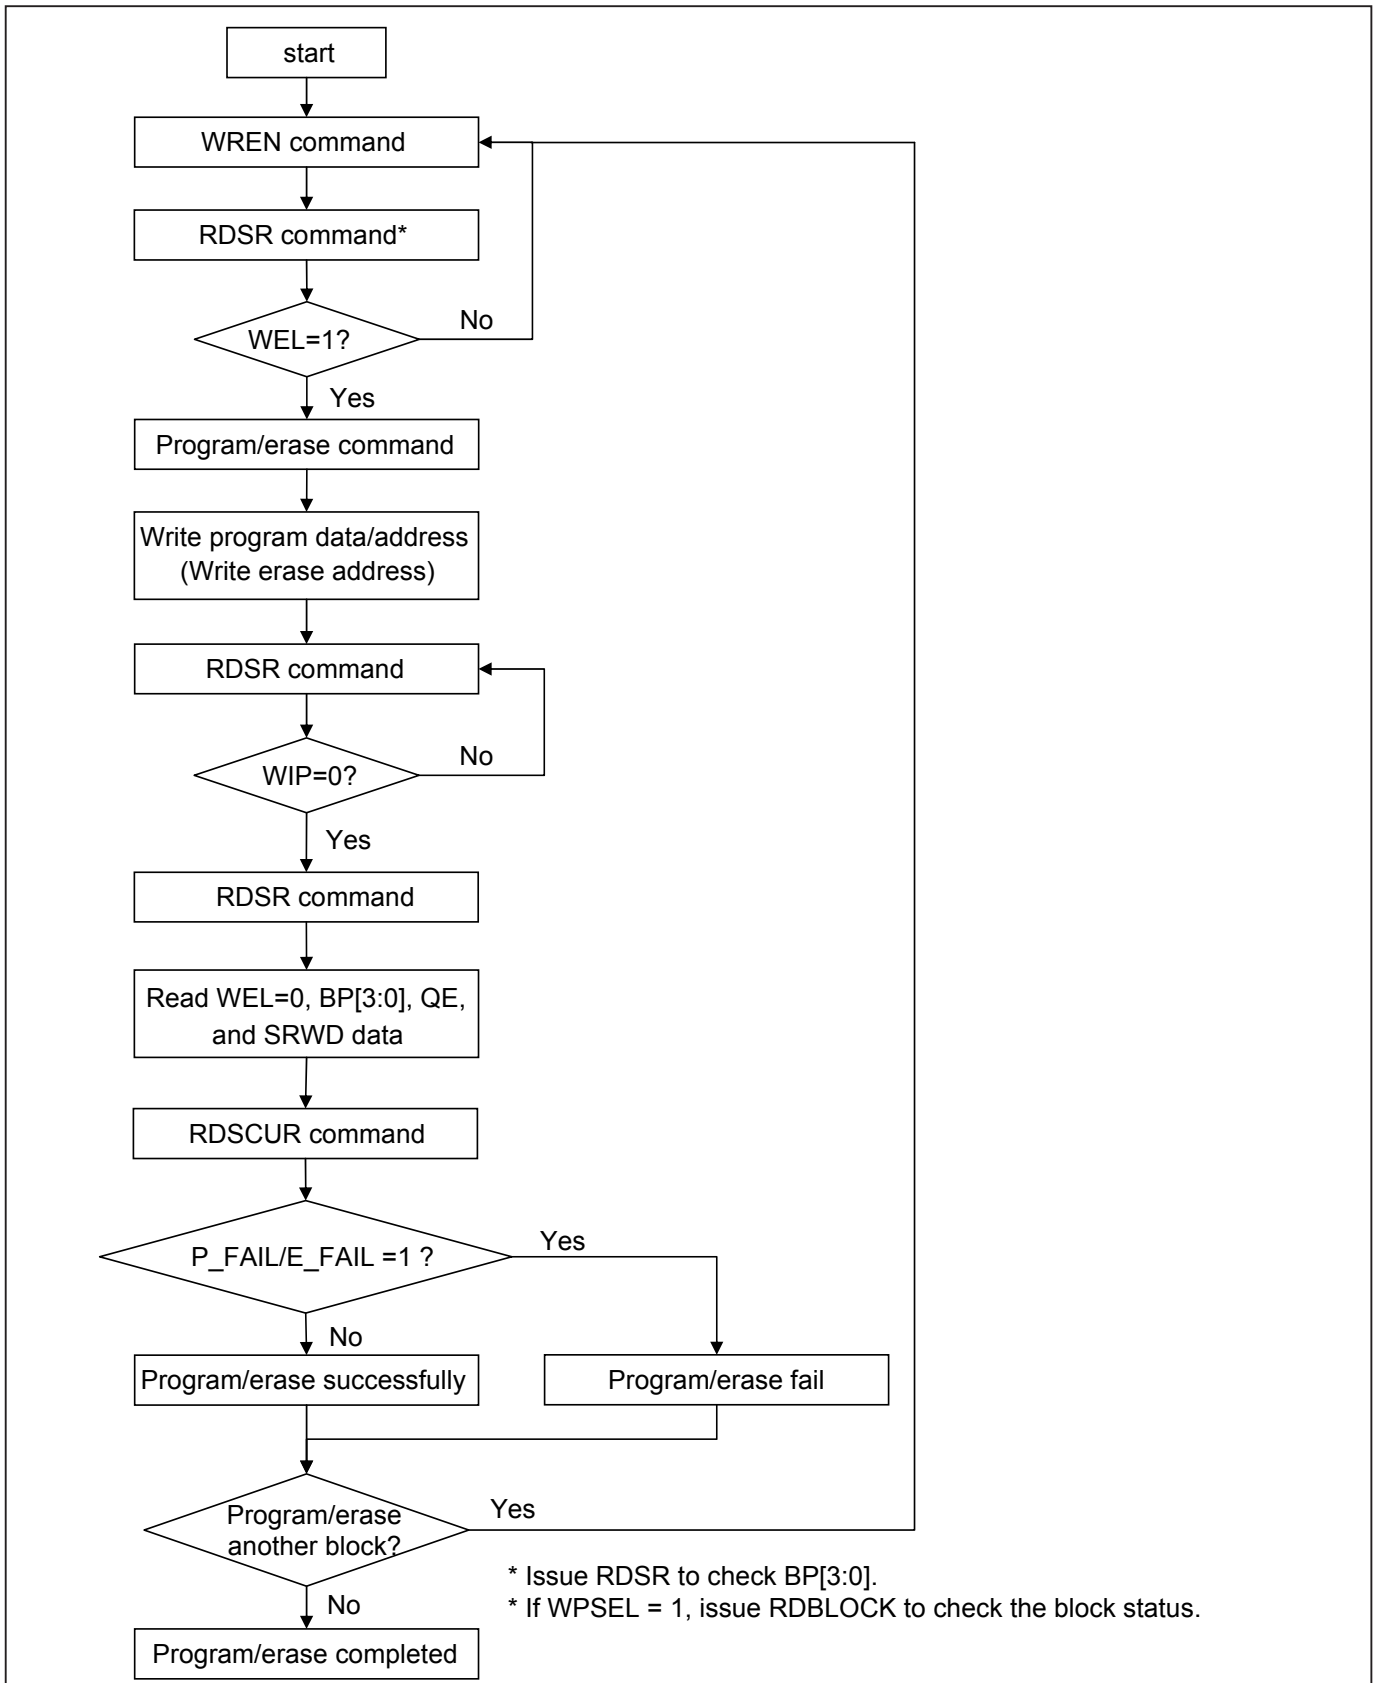 start
WREN command
RDSR command*
WEL=1?
No
Yes
Program/erase command
Write program data/address
(Write erase address)
RDSR command
WIP=0?
No
Yes
RDSR command
Read WEL=0, BP[3:0], QE,
and SRWD data
RDSCUR command
P_FAIL/E_FAIL =1 ?
Yes
No
Program/erase successfully
Program/erase fail
Program/erase
another block?
Yes
* Issue RDSR to check BP[3:0].
* If WPSEL = 1, issue RDBLOCK to check the block status.
No
Program/erase completed